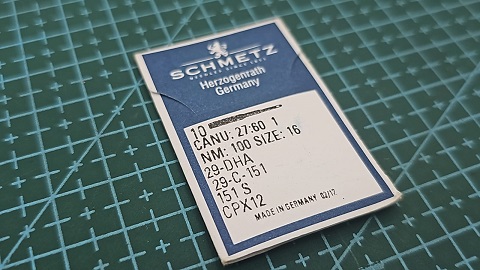 SCHMETZ
Herzogenrath
Germany
10
CANU: 27:60 1
NM: 100 SIZE: 16
29-DHA
29-C-151
151 S
CPX12
MADE IN GERMANY 02/17